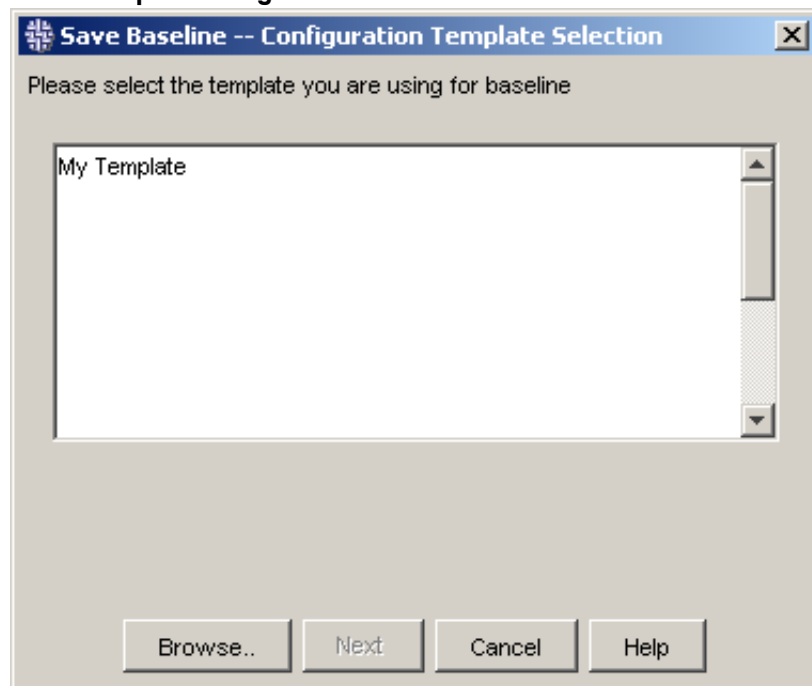 Save Baseline -- Configuration Template Selection
Please select the template you are using for baseline
My Template
Browse..
Next
Cancel
Help